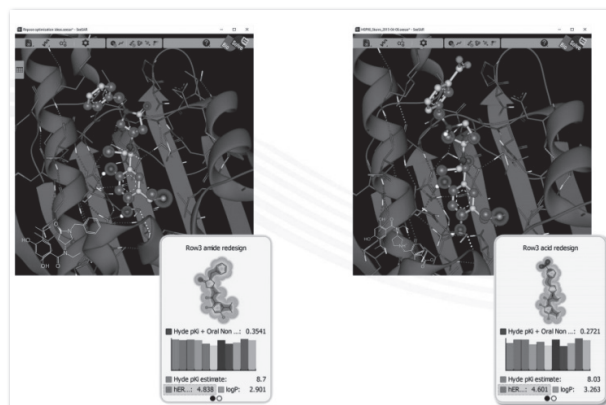 Row3 amide redesign
Hyde pKi + Oral Non ...: 0.3541
Hyde pKi estimate: 8.7
hER...: 4.838 logP: 2.901
Row3 acid redesign
Hyde pKi + Oral Non ...: 0.2721
Hyde pKi estimate: 8.03
hER...: 4.601 logP: 3.263